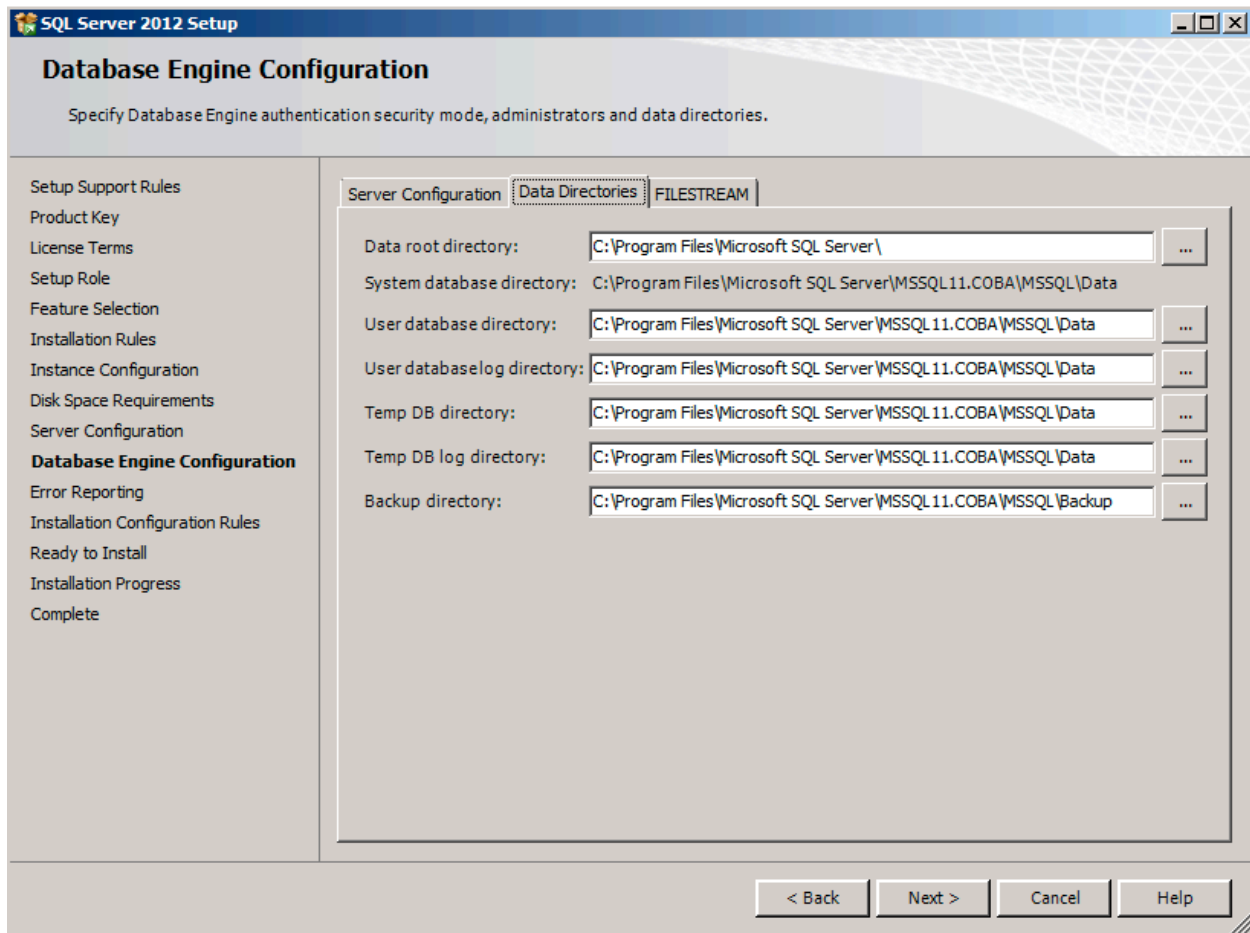 SQL Server 2012 Setup
Database Engine Configuration
Specify Database Engine authentication security mode, administrators and data directories.
Setup Support Rules
Product Key
License Terms
Setup Role
Feature Selection
Installation Rules
Instance Configuration
Disk Space Requirements
Server Configuration
Database Engine Configuration
Error Reporting
Installation Configuration Rules
Ready to Install
Installation Progress
Complete
Server Configuration Data Directories FILESTREAM
Data root directory: C:\Program Files\Microsoft SQL Server\ ...
System database directory: C:\Program Files\Microsoft SQL Server\MSSQL11.COBA\MSSQL\Data
User database directory: C:\Program Files\Microsoft SQL Server\MSSQL11.COBA\MSSQL\Data ...
User database log directory: C:\Program Files\Microsoft SQL Server\MSSQL11.COBA\MSSQL\Data ...
Temp DB directory: C:\Program Files\Microsoft SQL Server\MSSQL11.COBA\MSSQL\Data ...
Temp DB log directory: C:\Program Files\Microsoft SQL Server\MSSQL11.COBA\MSSQL\Data ...
Backup directory: C:\Program Files\Microsoft SQL Server\MSSQL11.COBA\MSSQL\Backup ...
< Back Next > Cancel Help